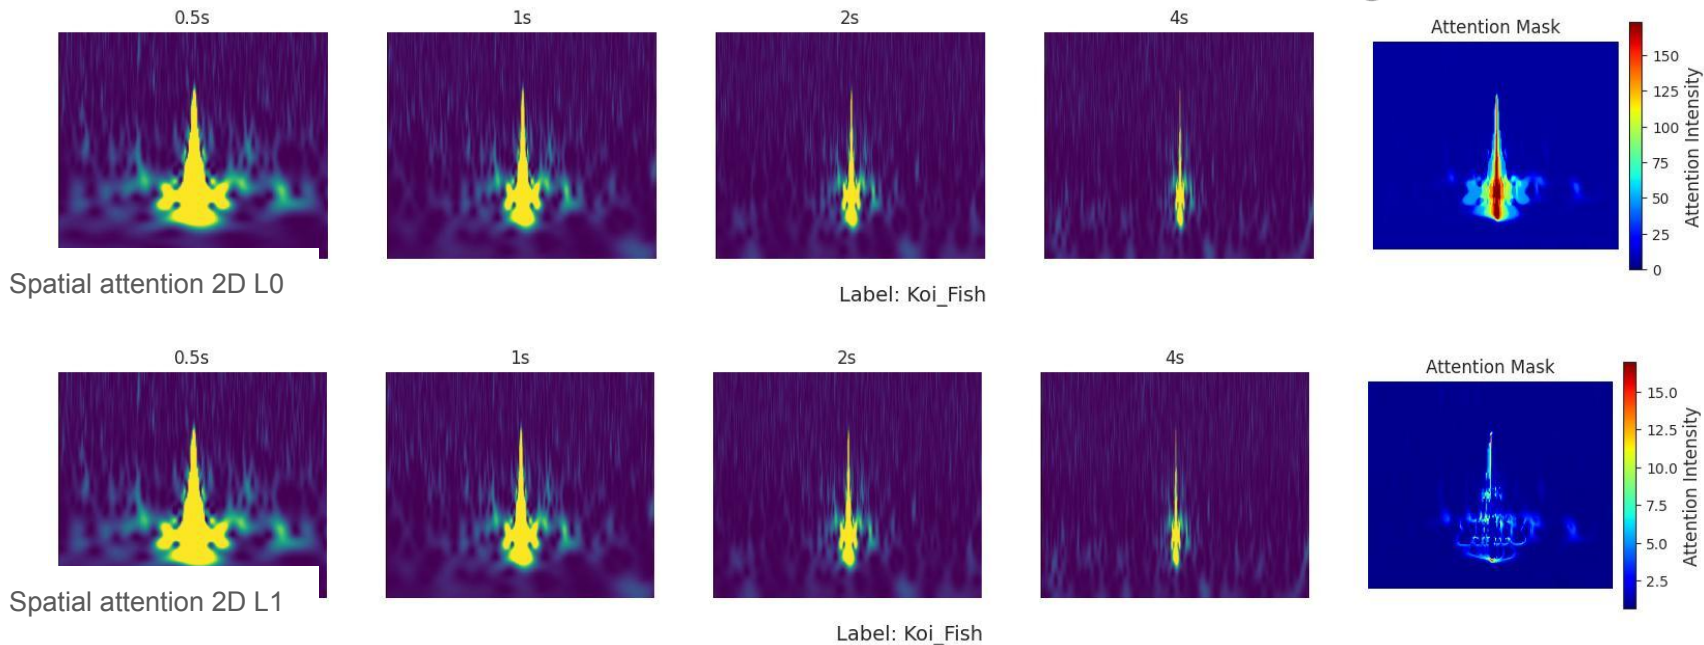 0.5s
1s
2s
4s
Attention Mask
150
125
100
75
50
25
0
Attention Intensity
Spatial attention 2D L0
Label: Koi_Fish
0.5s
1s
2s
4s
Attention Mask
15.0
12.5
10.0
7.5
5.0
2.5
Attention Intensity
Spatial attention 2D L1
Label: Koi_Fish